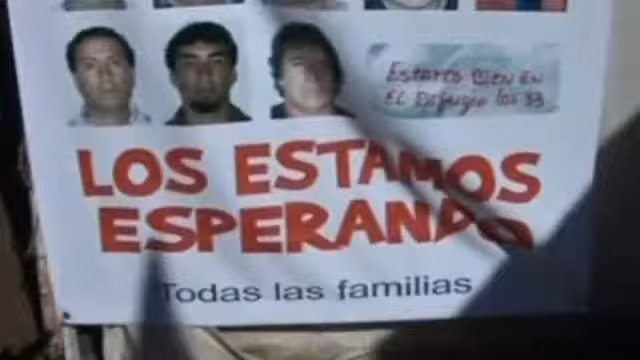 EstaMos Bien EN
EL Refugio los 33
LOS ESTAMOS
ESPERANDO
Todas las familias